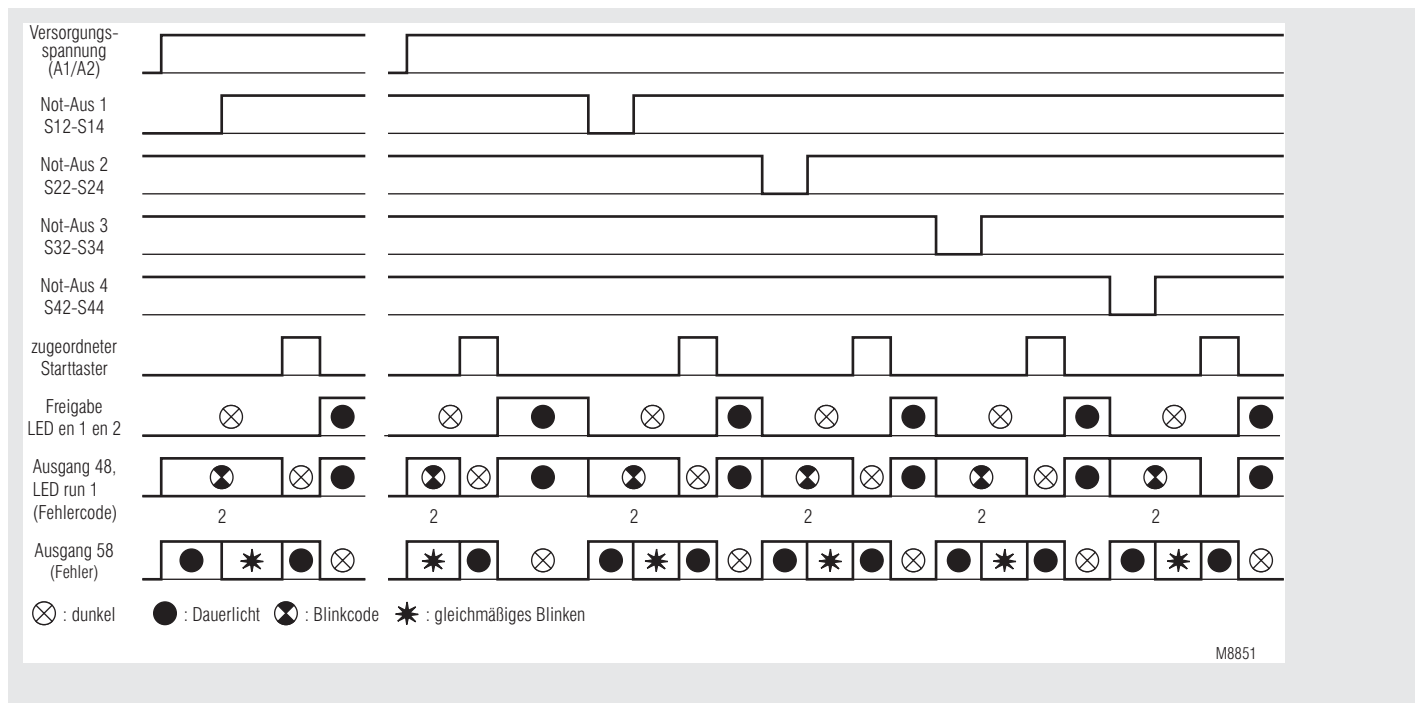 Versorgungs-
spannung
(A1/A2)
Not-Aus 1
S12-S14
Not-Aus 2
S22-S24
Not-Aus 3
S32-S34
Not-Aus 4
S42-S44
zugeordneter
Starttaster
Freigabe
LED en 1 en 2
Ausgang 48,
LED run 1
(Fehlercode)
2 2 2 2 2 2
Ausgang 58
(Fehler)
: dunkel : Dauerlicht : Blinkcode : gleichmäßiges Blinken
M8851